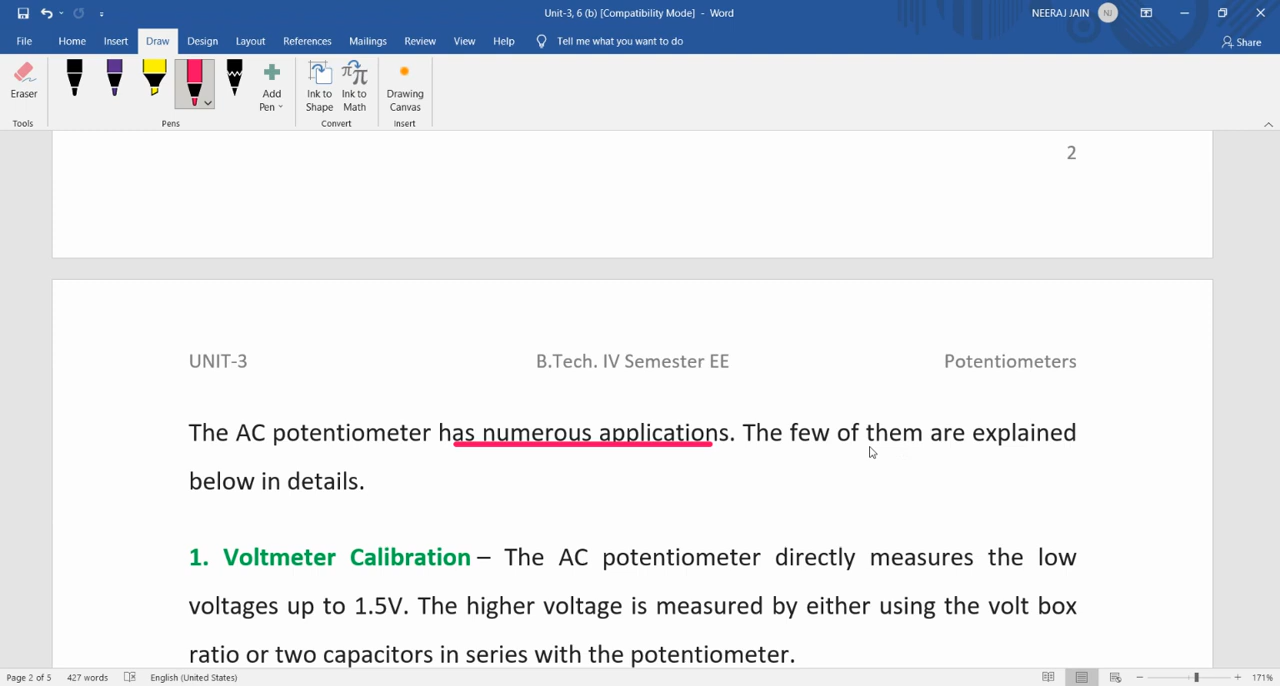 Unit-3, 6 (b) [Compatibility Mode] - Word
NEERAJ JAIN NJ
File Home Insert Draw Design Layout References Mailings Review View Help Tell me what you want to do Share
Eraser
Add Pen
Ink to Shape
Ink to Math
Drawing Canvas
Tools Pens Convert Insert
2
UNIT-3 B.Tech. IV Semester EE Potentiometers
The AC potentiometer has numerous applications. The few of them are explained
below in details.
1. Voltmeter Calibration – The AC potentiometer directly measures the low
voltages up to 1.5V. The higher voltage is measured by either using the volt box
ratio or two capacitors in series with the potentiometer.
Page 2 of 5 427 words English (United States) 171%